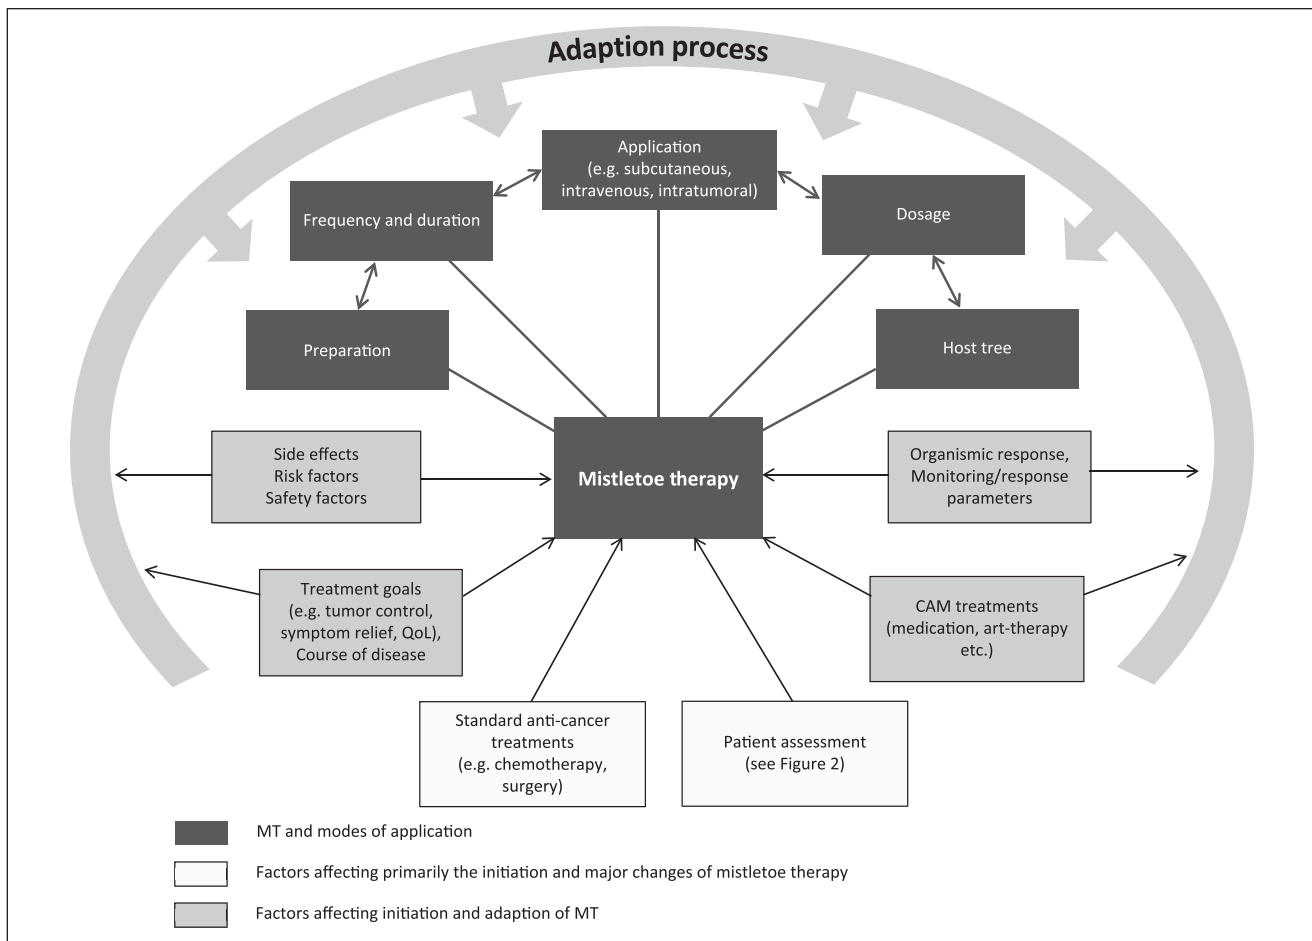 Adaption process
Application
(e.g. subcutaneous,
intravenous, intratumoral)
Frequency and duration
Dosage
Preparation
Host tree
Side effects
Risk factors
Safety factors
Mistletoe therapy
Organismic response,
Monitoring/response
parameters
Treatment goals
(e.g. tumor control,
symptom relief, QoL),
Course of disease
CAM treatments
(medication, art-therapy
etc.)
Standard anti-cancer
treatments
(e.g. chemotherapy,
surgery)
Patient assessment
(see Figure 2)
MT and modes of application
Factors affecting primarily the initiation and major changes of mistletoe therapy
Factors affecting initiation and adaption of MT